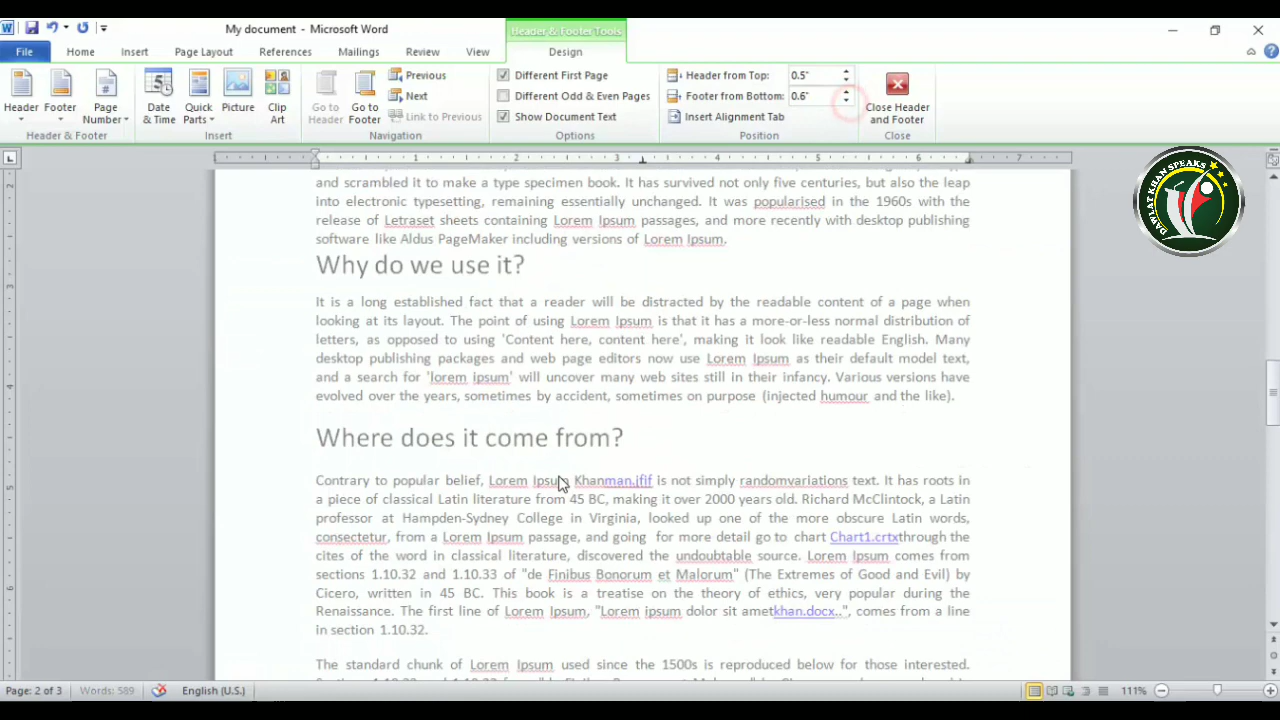 My document - Microsoft Word
Header & Footer Tools
File Home Insert Page Layout References Mailings Review View Design
Header Footer Page Number
Header & Footer
Date & Time Quick Parts Picture Clip Art
Insert
Go to Header Go to Footer
Previous
Next
Link to Previous
Navigation
Different First Page
Different Odd & Even Pages
Show Document Text
Options
Header from Top: 0.5"
Footer from Bottom: 0.6"
Insert Alignment Tab
Position
Close Header and Footer
Close
1 2 3 4 5 6 7
DAWLAT KHAN SPEAKS
and scrambled it to make a type specimen book. It has survived not only five centuries, but also the leap
into electronic typesetting, remaining essentially unchanged. It was popularised in the 1960s with the
release of Letraset sheets containing Lorem Ipsum passages, and more recently with desktop publishing
software like Aldus PageMaker including versions of Lorem Ipsum.
Why do we use it?
It is a long established fact that a reader will be distracted by the readable content of a page when
looking at its layout. The point of using Lorem Ipsum is that it has a more-or-less normal distribution of
letters, as opposed to using 'Content here, content here', making it look like readable English. Many
desktop publishing packages and web page editors now use Lorem Ipsum as their default model text,
and a search for 'lorem ipsum' will uncover many web sites still in their infancy. Various versions have
evolved over the years, sometimes by accident, sometimes on purpose (injected humour and the like).
Where does it come from?
Contrary to popular belief, Lorem Ipsum Khanman.jfif is not simply randomvariations text. It has roots in
a piece of classical Latin literature from 45 BC, making it over 2000 years old. Richard McClintock, a Latin
professor at Hampden-Sydney College in Virginia, looked up one of the more obscure Latin words,
consectetur, from a Lorem Ipsum passage, and going for more detail go to chart Chart1.crtxthrough the
cites of the word in classical literature, discovered the undoubtable source. Lorem Ipsum comes from
sections 1.10.32 and 1.10.33 of "de Finibus Bonorum et Malorum" (The Extremes of Good and Evil) by
Cicero, written in 45 BC. This book is a treatise on the theory of ethics, very popular during the
Renaissance. The first line of Lorem Ipsum, "Lorem ipsum dolor sit ametkhan.docx..", comes from a line
in section 1.10.32.
The standard chunk of Lorem Ipsum used since the 1500s is reproduced below for those interested.
Page: 2 of 3 Words: 589 English (U.S.) 111%